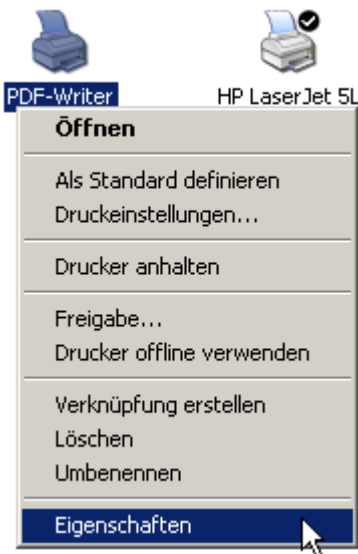 PDF-Writer
HP LaserJet 5L
Öffnen
Als Standard definieren
Druckeinstellungen...
Drucker anhalten
Freigabe...
Drucker offline verwenden
Verknüpfung erstellen
Löschen
Umbenennen
Eigenschaften